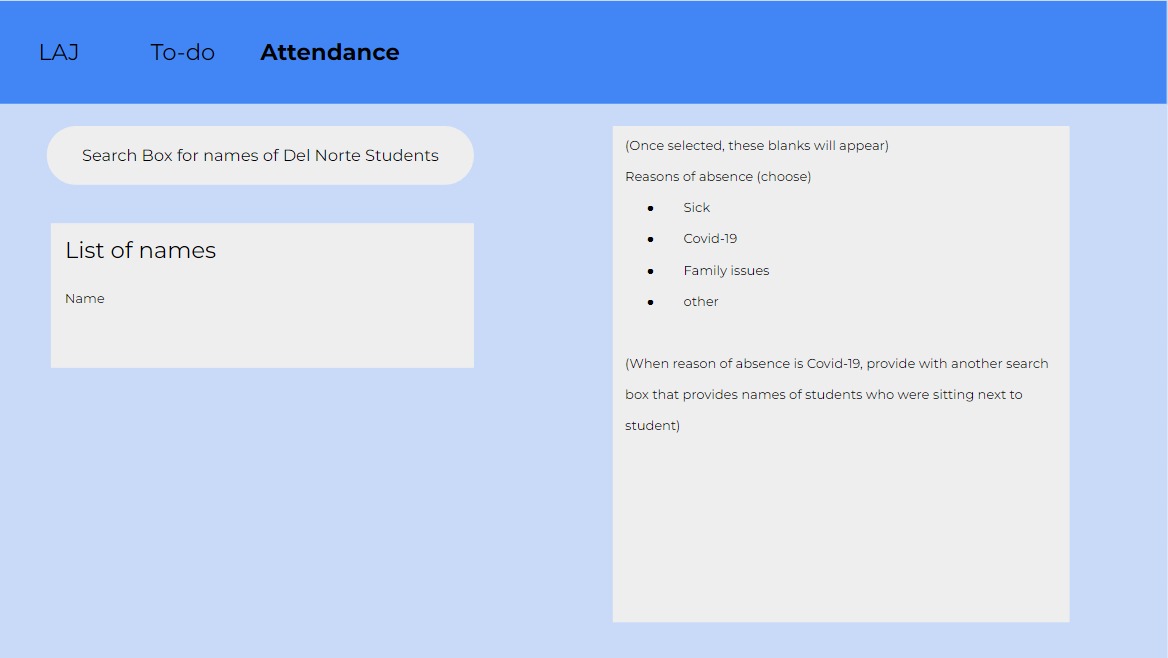 LAJ To-do Attendance
Search Box for names of Del Norte Students
List of names
Name
(Once selected, these blanks will appear)
Reasons of absence (choose)
● Sick
● Covid-19
● Family issues
● other
(When reason of absence is Covid-19, provide with another search
box that provides names of students who were sitting next to
student)